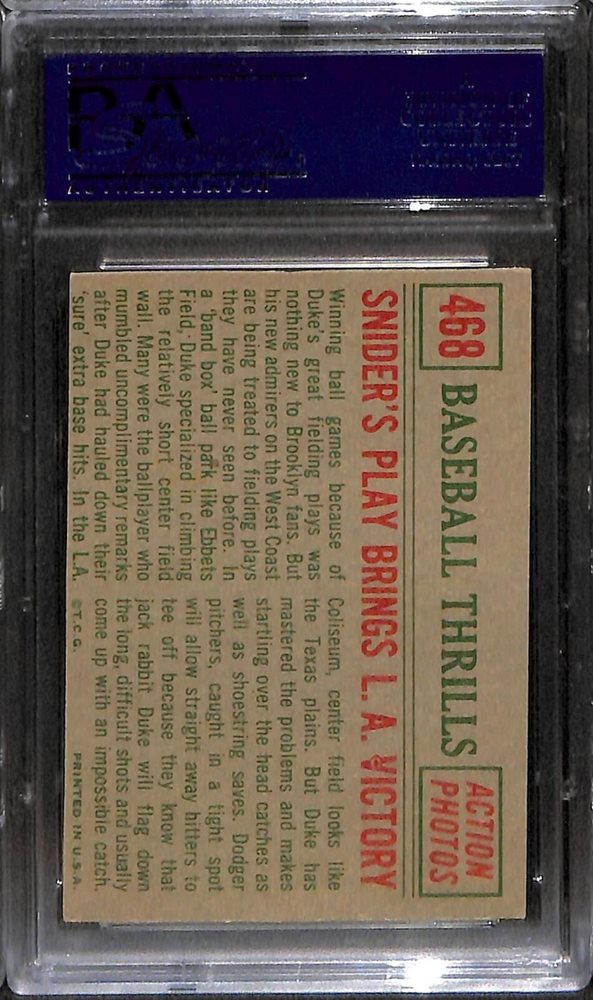 PSA
468 BASEBALL THRILLS ACTION PHOTOS
SNIDER'S PLAY BRINGS L. A. VICTORY
Winning ball games because of
Duke's great fielding plays was
nothing new to Brooklyn fans. But
his new admirers on the West Coast
are being treated to fielding plays
they have never seen before. In
a 'band box' ball park like Ebbets
Field, Duke specialized in climbing
the relatively short center field
wall. Many were the ballplayer who
mumbled uncomplimentary remarks
after Duke had hauled down their
'sure' extra base hits. In the L.A.
Coliseum, center field looks like
the Texas plains. But Duke has
mastered the problems and makes
startling over the head catches as
well as shoestring saves. Dodger
pitchers, caught in a tight spot
will allow straight away hitters to
tee off because they know that
jack rabbit Duke will flag down
the long, difficult shots and usually
come up with an impossible catch.
©T.C.G. PRINTED IN U.S.A.